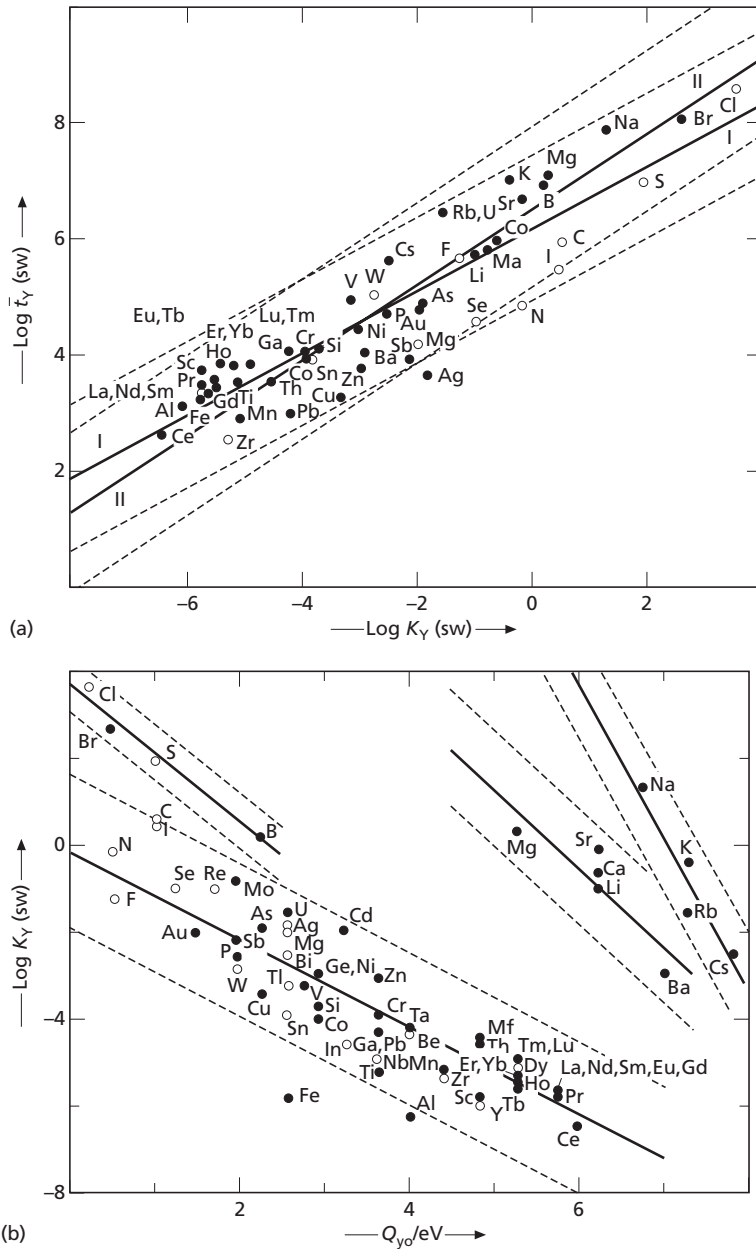 8
6
4
2
Log t̄Y (sw)
II
Cl
Br
I
Na
Mg
K
S
Sr
B
Rb,U
Co
C
F
Cs
I
Ma
Li
W
V
As
Se
Eu,Tb
Lu,Tm
P
N
Er,Yb
Cr
Au
Ni
Si
Ga
Ho
Sb
Mg
Sc
Ba
Pr
Co
Sn
Zn
Ag
La,Nd,Sm
Th
Ti
Gd
Cu
Al
Fe
Mn
Pb
I
Ce
Zr
II
−6
−4
−2
0
2
(a)
Log KY (sw)
Cl
Br
S
Na
C
B
I
Sr
K
0
N
Mg
Ca
Se
Re
Li
Mo
F
Rb
As
U
Cd
Ag
Au
Sb
Mg
P
Cs
Bi
Ge,Ni
Zn
Ba
W
Tl
V
Log KY (sw)
Cu
Si
Cr
Ta
Sn
Co
Mf
−4
Be
Th
Tm,Lu
In
Ga,Pb
Er,Yb
Dy
La,Nd,Sm,Eu,Gd
Nb
Mn
Ti
Zr
Ho
Pr
Fe
Sc
Tb
Al
Y
Ce
−8
2
4
6
8
(b)
Qyo/eV